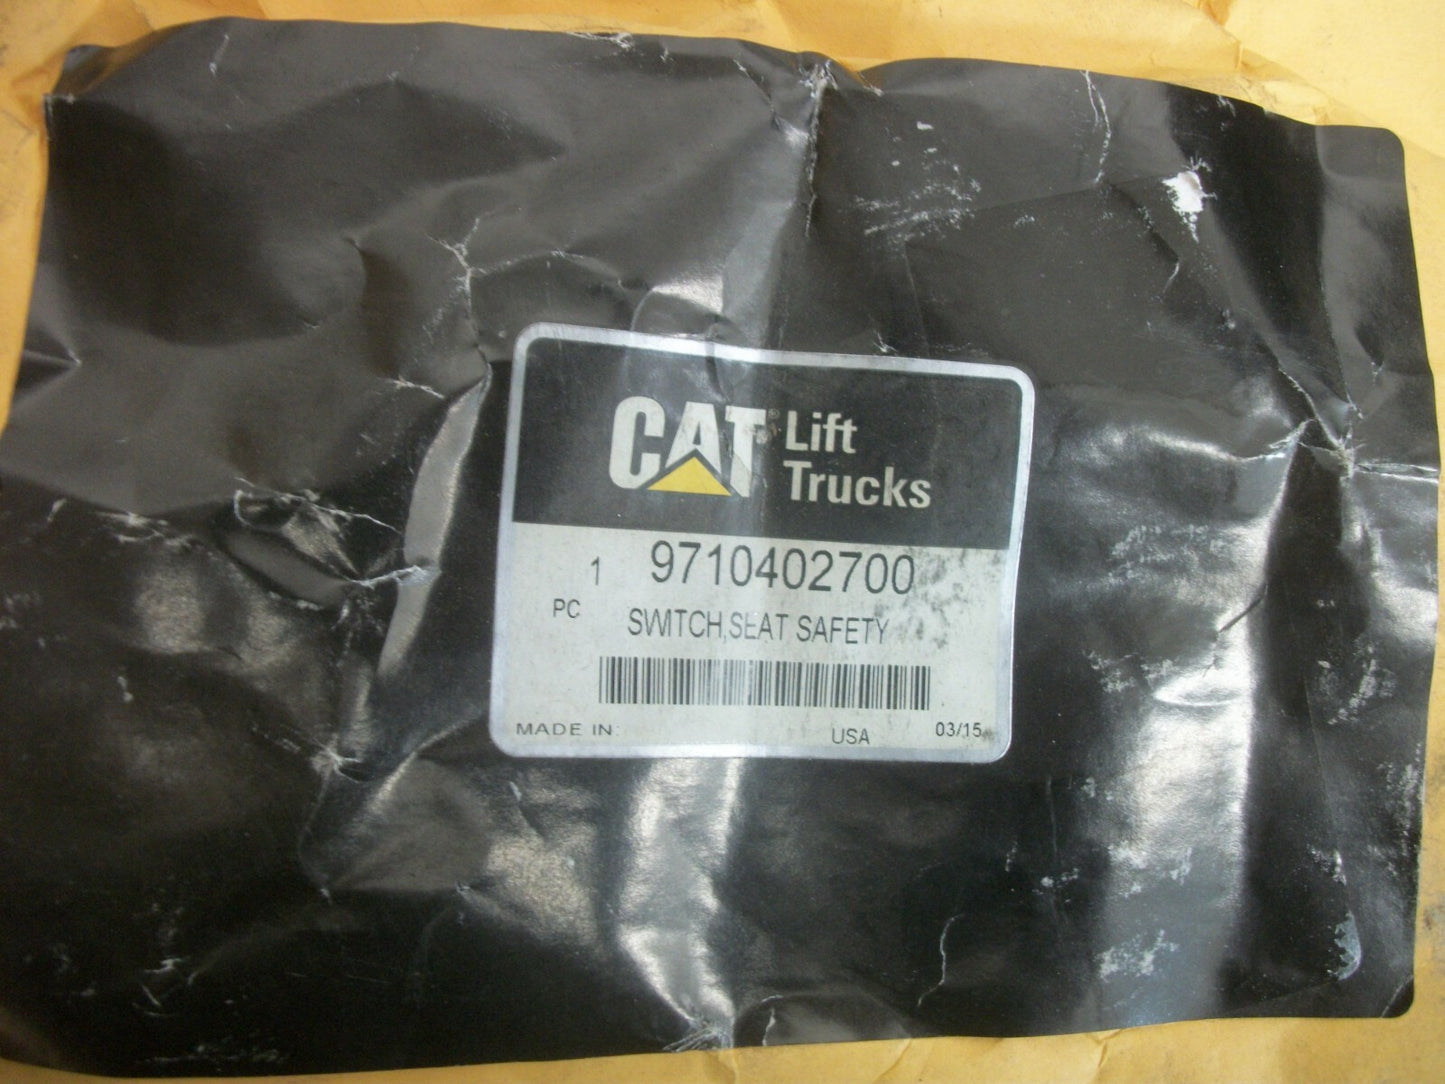 CAT® Lift
Trucks
1 9710402700
PC SWITCH,SEAT SAFETY
MADE IN: USA 03/15